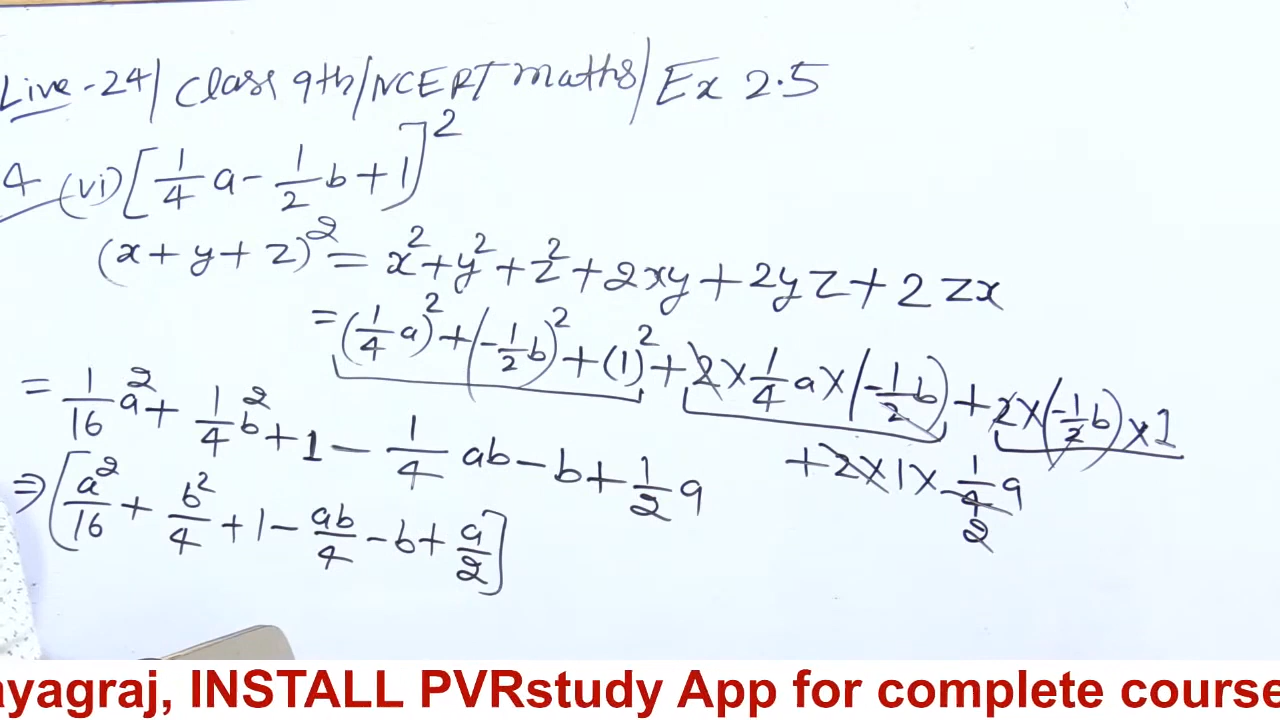 Live-24/ Class 9th/NCERT maths/ Ex 2.5
4 (vi) [1/4 a - 1/2 b + 1]²
(x + y + z)² = x² + y² + z² + 2xy + 2yz + 2zx
= (1/4 a)² + (-1/2 b)² + (1)² + 2 × 1/4 a × (-1/2 b) + 2 × (-1/2 b) × 1
+ 2 × 1 × 1/4 a
2
= 1/16 a² + 1/4 b² + 1 - 1/4 ab - b + 1/2 a
⇒ [a²/16 + b²/4 + 1 - ab/4 - b + a/2]
ayagraj, INSTALL PVRstudy App for complete course